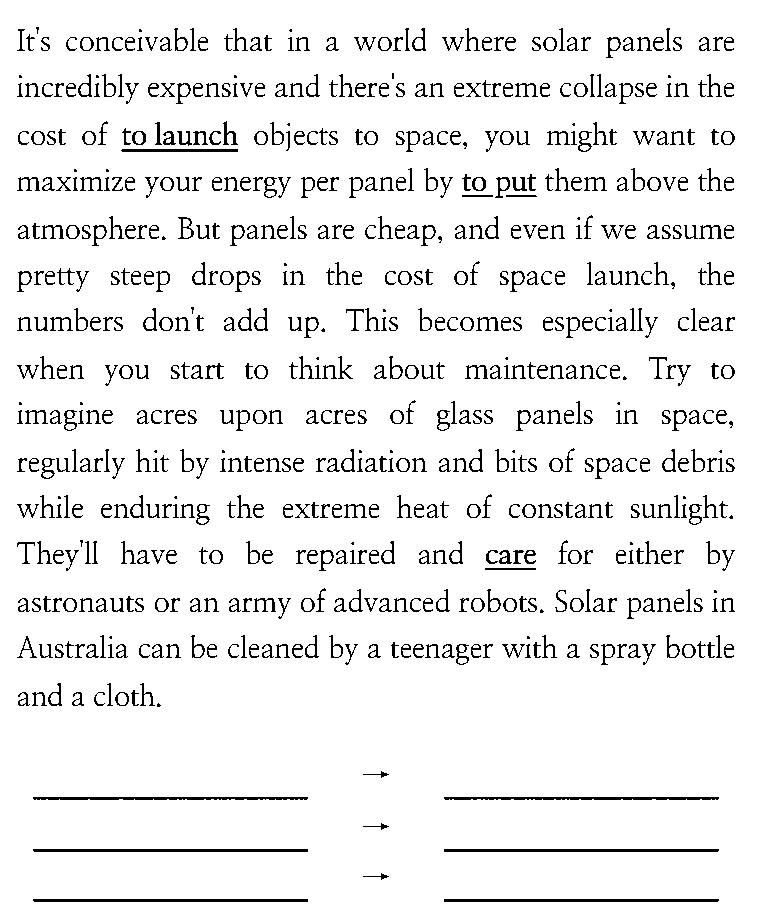 It's conceivable that in a world where solar panels are
incredibly expensive and there's an extreme collapse in the
cost of to launch objects to space, you might want to
maximize your energy per panel by to put them above the
atmosphere. But panels are cheap, and even if we assume
pretty steep drops in the cost of space launch, the
numbers don't add up. This becomes especially clear
when you start to think about maintenance. Try to
imagine acres upon acres of glass panels in space,
regularly hit by intense radiation and bits of space debris
while enduring the extreme heat of constant sunlight.
They'll have to be repaired and care for either by
astronauts or an army of advanced robots. Solar panels in
Australia can be cleaned by a teenager with a spray bottle
and a cloth.
→
→
→